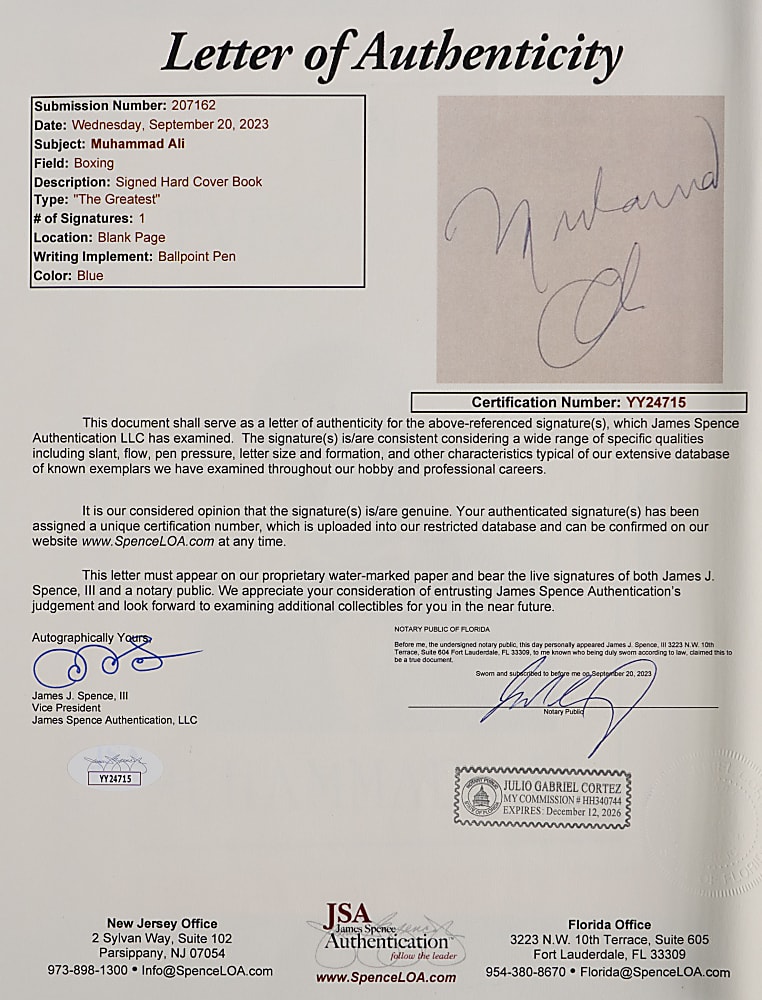 Letter of Authenticity
Submission Number: 207162
Date: Wednesday, September 20, 2023
Subject: Muhammad Ali
Field: Boxing
Description: Signed Hard Cover Book
Type: "The Greatest"
# of Signatures: 1
Location: Blank Page
Writing Implement: Ballpoint Pen
Color: Blue
Muhammad
Ali
Certification Number: YY24715
This document shall serve as a letter of authenticity for the above-referenced signature(s), which James Spence
Authentication LLC has examined. The signature(s) is/are consistent considering a wide range of specific qualities
including slant, flow, pen pressure, letter size and formation, and other characteristics typical of our extensive database
of known exemplars we have examined throughout our hobby and professional careers.
It is our considered opinion that the signature(s) is/are genuine. Your authenticated signature(s) has been
assigned a unique certification number, which is uploaded into our restricted database and can be confirmed on our
website www.SpenceLOA.com at any time.
This letter must appear on our proprietary water-marked paper and bear the live signatures of both James J.
Spence, III and a notary public. We appreciate your consideration of entrusting James Spence Authentication's
judgement and look forward to examining additional collectibles for you in the near future.
Autographically Yours,
James J. Spence, III
Vice President
James Spence Authentication, LLC
YY24715
NOTARY PUBLIC OF FLORIDA
Before me, the undersigned notary public, this day personally appeared James J. Spence, III 3223 N.W. 10th
Terrace, Suite 604 Fort Lauderdale, FL 33309, to me known who being duly sworn according to law, claimed this to
be a true document.
Sworn and subscribed to before me on September 20, 2023
Notary Public
NOTARY PUBLIC
STATE OF FLORIDA
JULIO GABRIEL CORTEZ
MY COMMISSION # HH340744
EXPIRES: December 12, 2026
New Jersey Office
2 Sylvan Way, Suite 102
Parsippany, NJ 07054
973-898-1300 • Info@SpenceLOA.com
JSA
James Spence
Authentication
follow the leader
www.SpenceLOA.com
Florida Office
3223 N.W. 10th Terrace, Suite 605
Fort Lauderdale, FL 33309
954-380-8670 • Florida@SpenceLOA.com